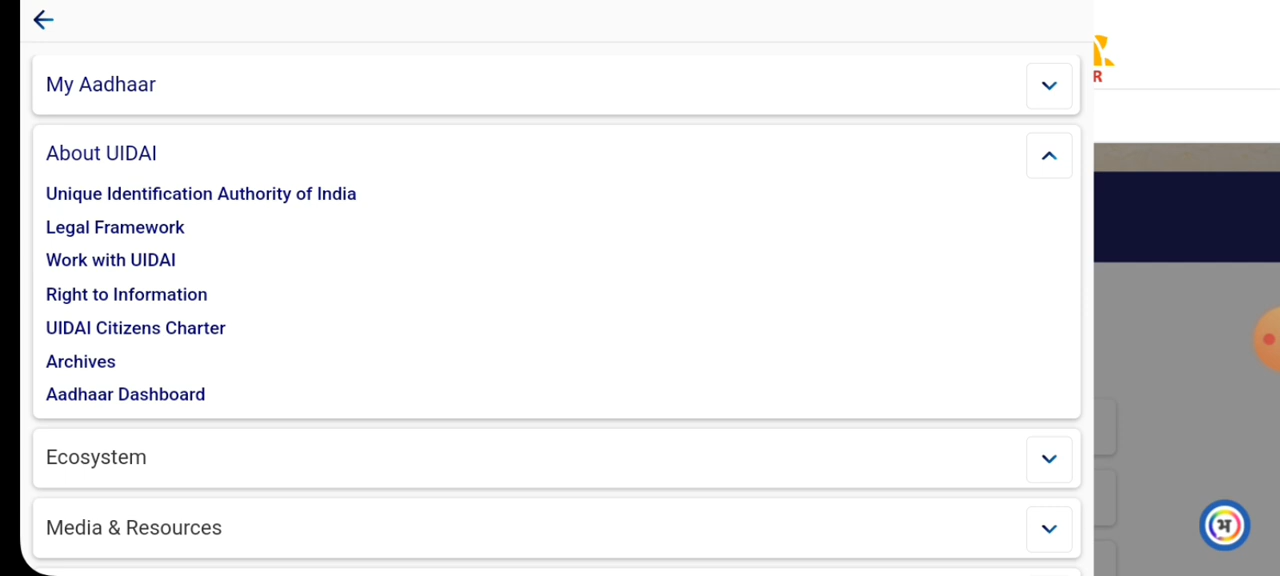 My Aadhaar
About UIDAI
Unique Identification Authority of India
Legal Framework
Work with UIDAI
Right to Information
UIDAI Citizens Charter
Archives
Aadhaar Dashboard
Ecosystem
Media & Resources
R
भ